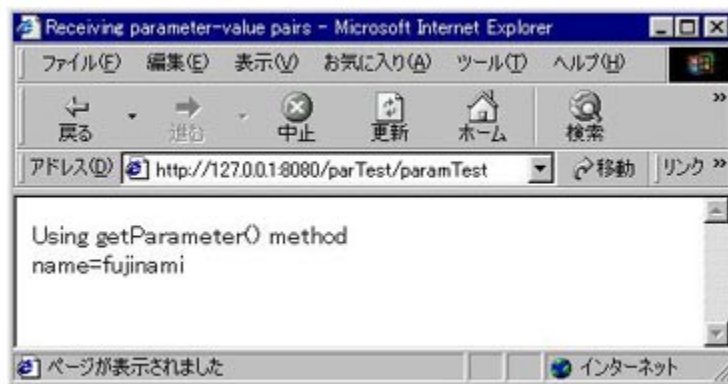 Receiving parameter-value pairs - Microsoft Internet Explorer
ファイル(F) 編集(E) 表示(V) お気に入り(A) ツール(T) ヘルプ(H)
戻る 進む 中止 更新 ホーム 検索 »
アドレス(D) http://127.0.0.1:8080/parTest/paramTest 移動 リンク »
Using getParameter() method
name=fujinami
ページが表示されました インターネット